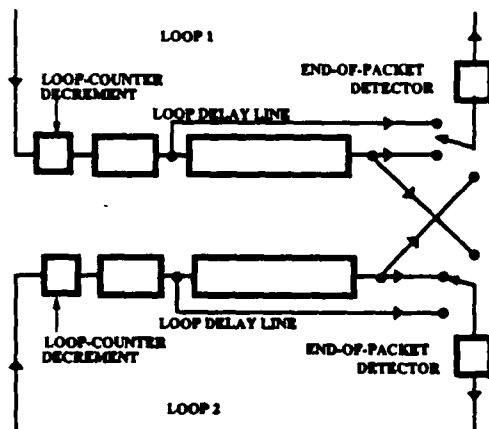 LOOP 1
LOOP-COUNTER
DECREMENT
END-OF-PACKET
DETECTOR
LOOP DELAY LINE
LOOP DELAY LINE
LOOP-COUNTER
DECREMENT
END-OF-PACKET
DETECTOR
LOOP 2